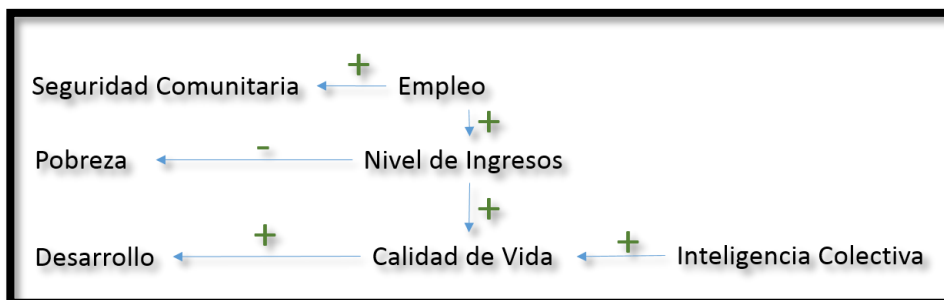 Seguridad Comunitaria + Empleo
+
Pobreza - Nivel de Ingresos
+
Desarrollo + Calidad de Vida + Inteligencia Colectiva